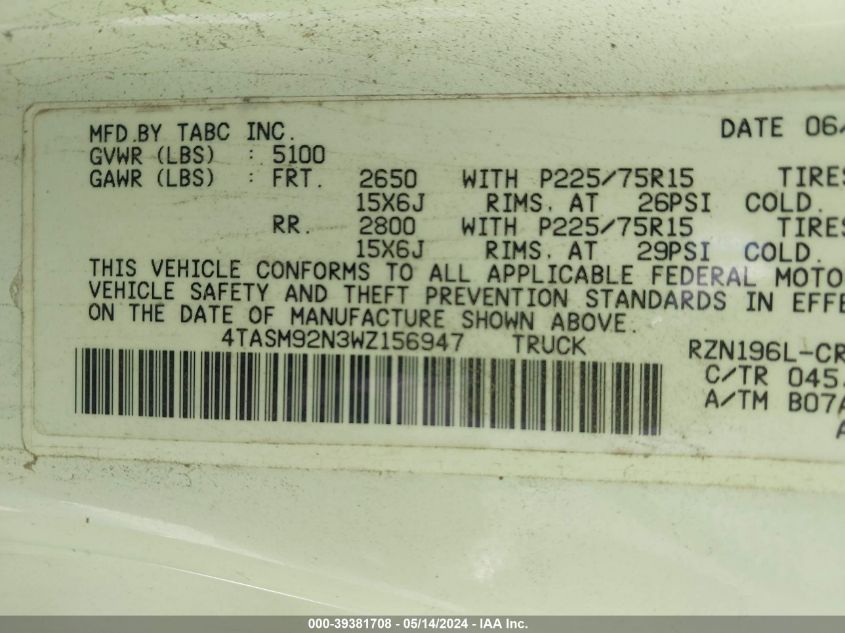 MFD.BY TABC INC. DATE 06/
GVWR (LBS) : 5100
GAWR (LBS) : FRT. 2650 WITH P225/75R15 TIRES
15X6J RIMS. AT 26PSI COLD.
RR. 2800 WITH P225/75R15 TIRES
15X6J RIMS. AT 29PSI COLD.
THIS VEHICLE CONFORMS TO ALL APPLICABLE FEDERAL MOTO
VEHICLE SAFETY AND THEFT PREVENTION STANDARDS IN EFFE
ON THE DATE OF MANUFACTURE SHOWN ABOVE.
4TASM92N3WZ156947 TRUCK RZN196L-CR
C/TR 045
A/TM B07A
000-39381708 - 05/14/2024 - IAA Inc.